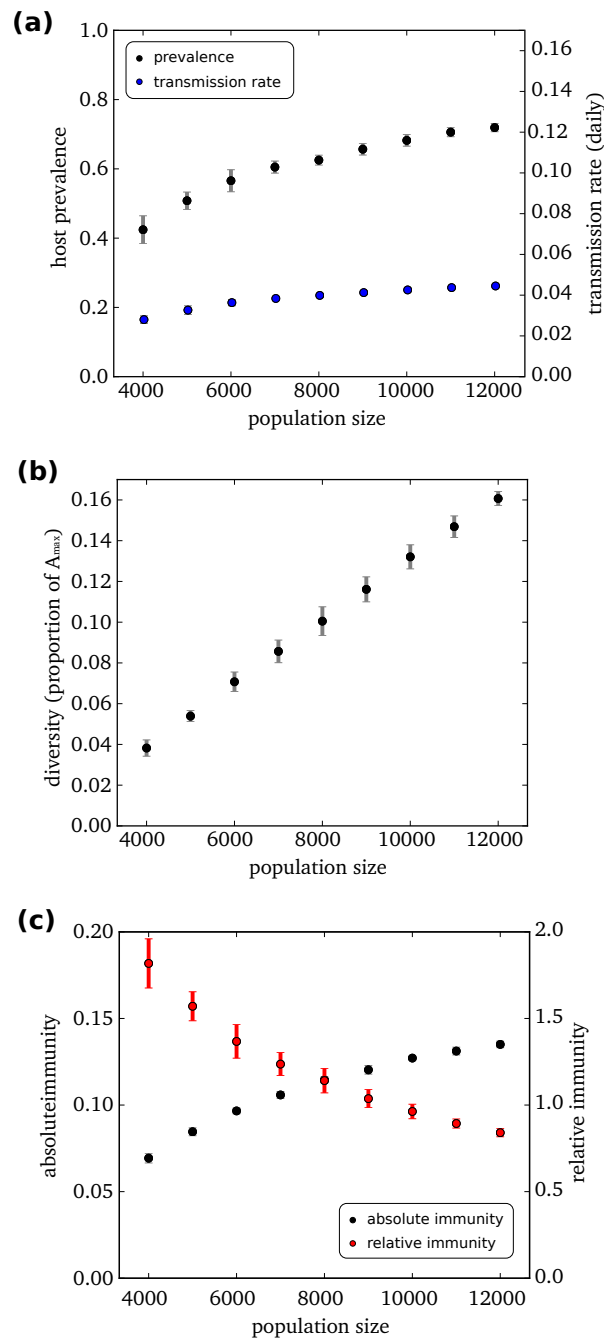 (a)
1.0
0.8
0.6
0.4
0.2
0.0
host prevalence
prevalence
transmission rate
0.16
0.14
0.12
0.10
0.08
0.06
0.04
0.02
0.00
transmission rate (daily)
4000 6000 8000 10000 12000
population size
(b)
0.16
0.14
0.12
0.10
0.08
0.06
0.04
0.02
0.00
diversity (proportion of Amax)
4000 6000 8000 10000 12000
population size
(c)
0.20
0.15
0.10
0.05
0.00
absoluteimmunity
2.0
1.5
1.0
0.5
0.0
relative immunity
absolute immunity
relative immunity
4000 6000 8000 10000 12000
population size